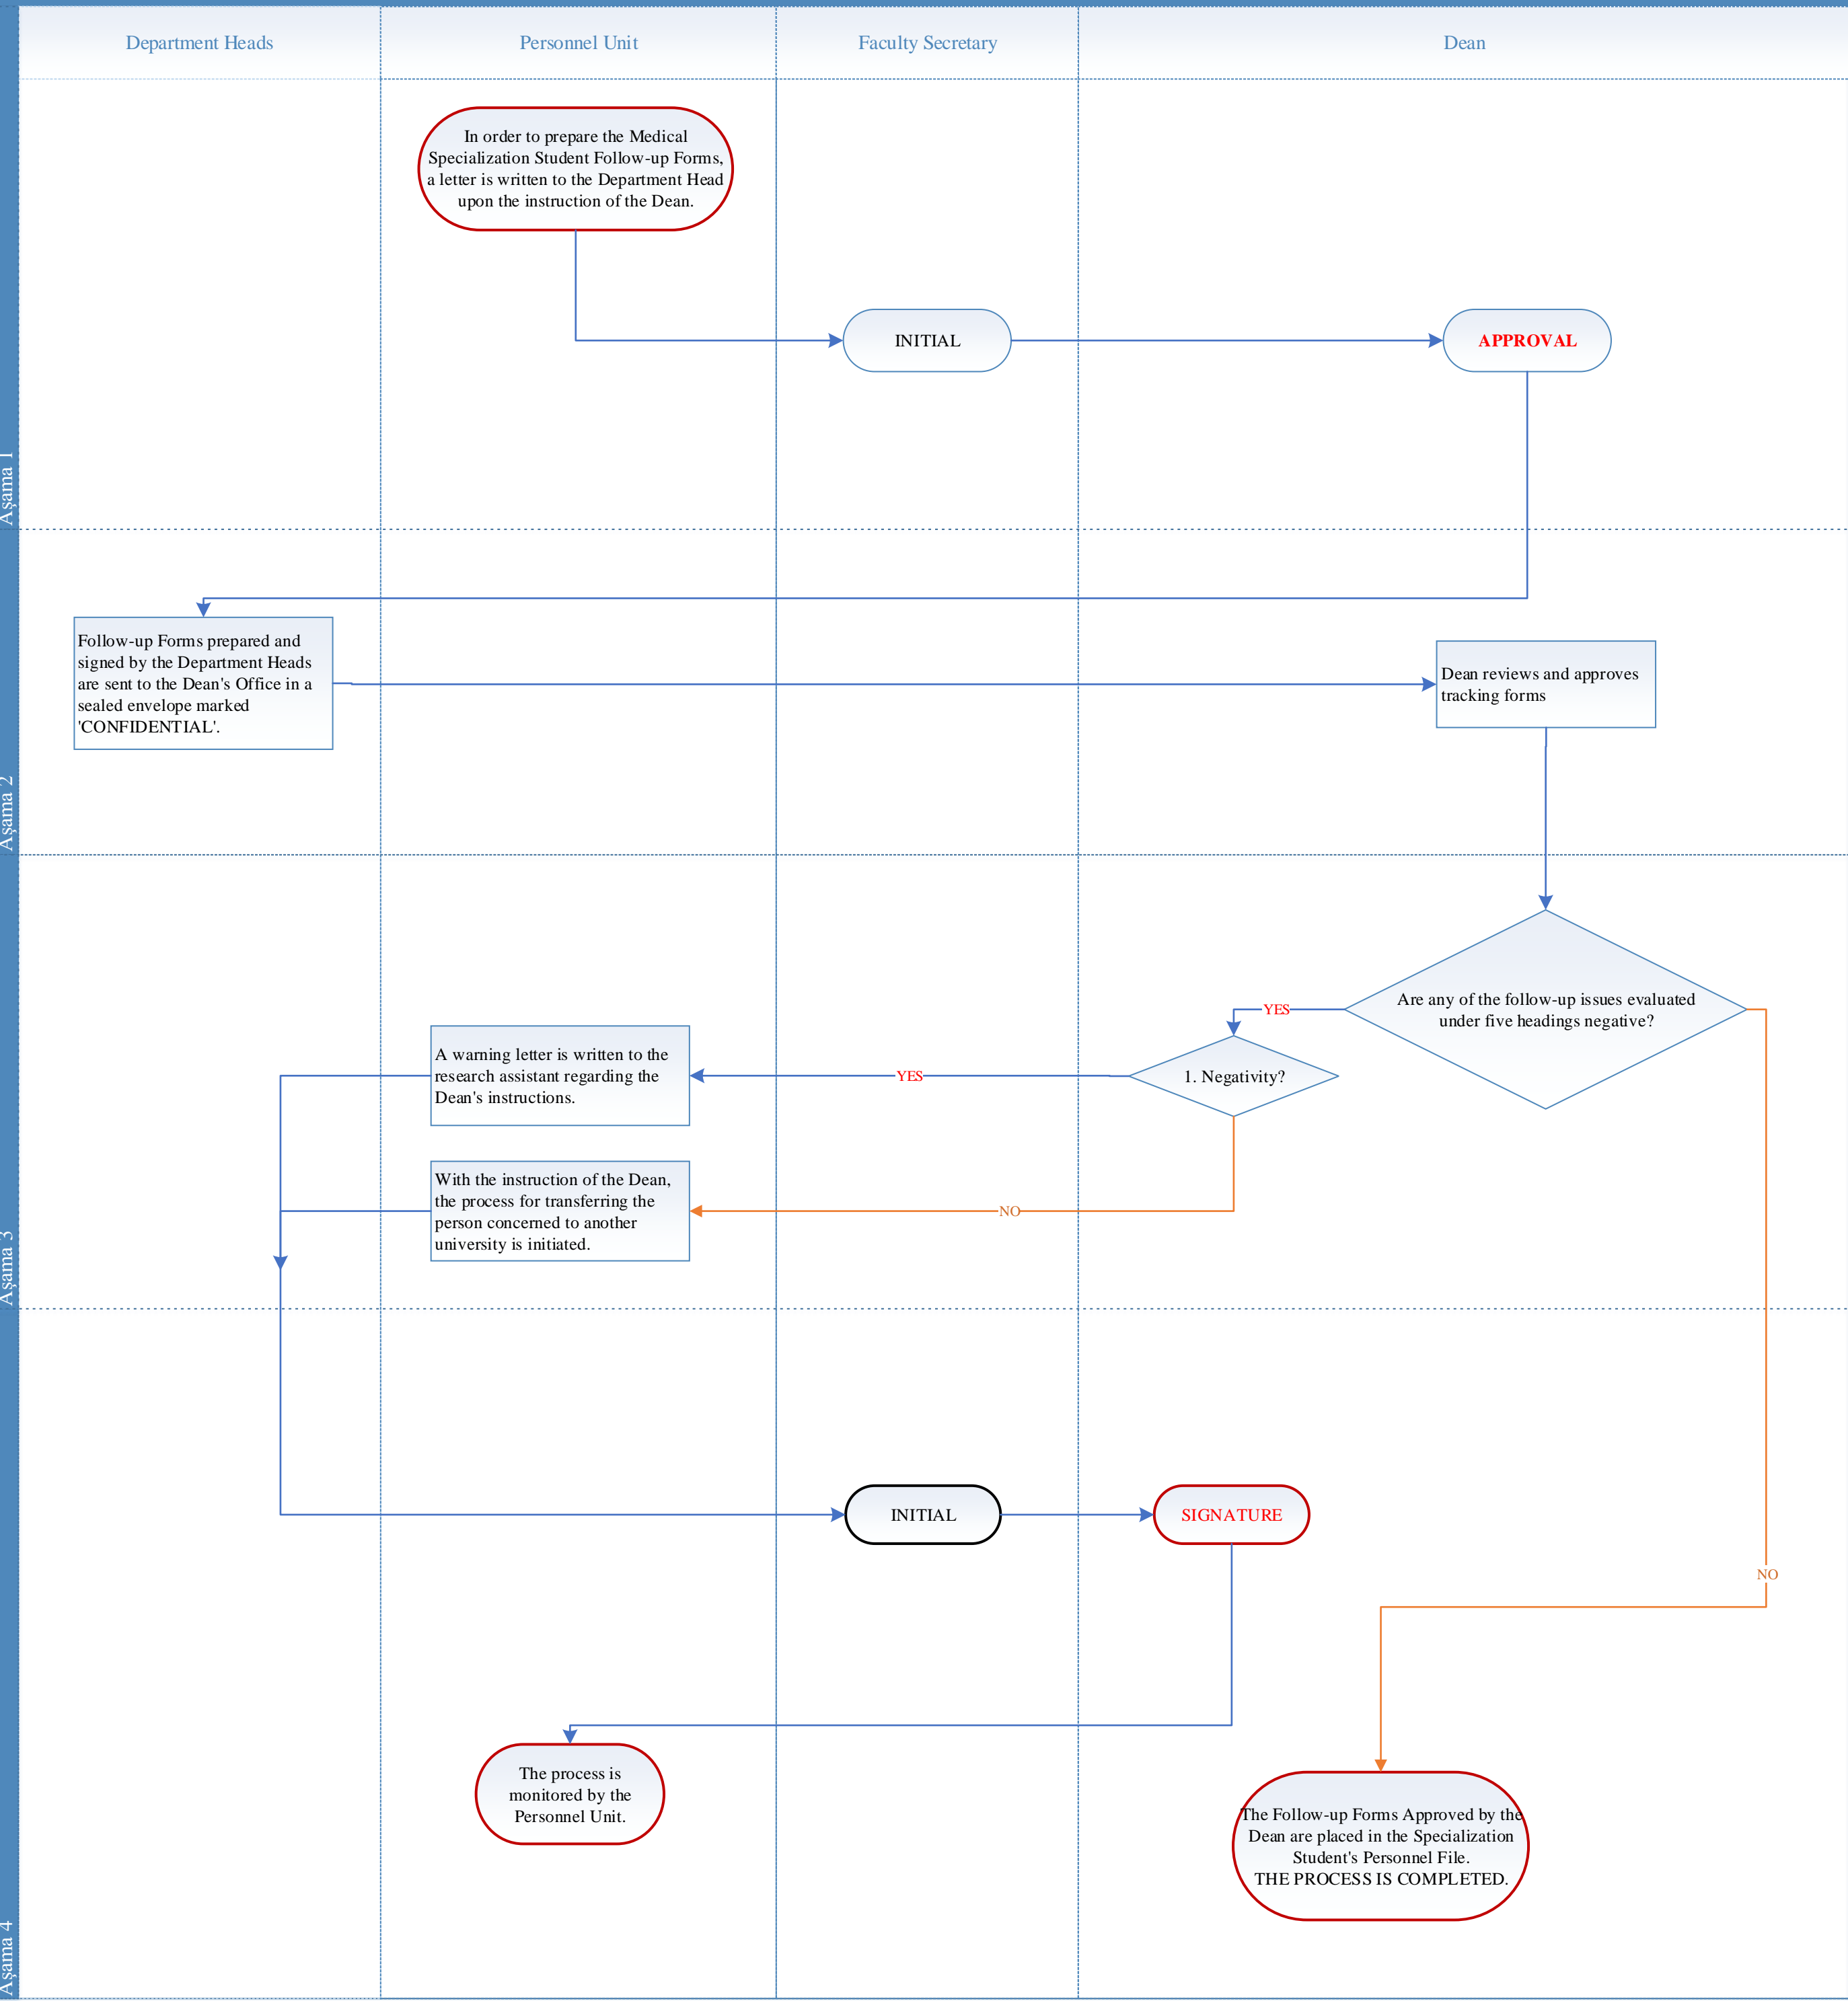 Department Heads
Personnel Unit
Faculty Secretary
Dean
In order to prepare the Medical
Specialization Student Follow-up Forms,
a letter is written to the Department Head
upon the instruction of the Dean.
INITIAL
APPROVAL
Aşama 1
Follow-up Forms prepared and
signed by the Department Heads
are sent to the Dean's Office in a
sealed envelope marked
'CONFIDENTIAL'.
Dean reviews and approves
tracking forms
Aşama 2
Are any of the follow-up issues evaluated
under five headings negative?
YES
1. Negativity?
YES
A warning letter is written to the
research assistant regarding the
Dean's instructions.
With the instruction of the Dean,
the process for transferring the
person concerned to another
university is initiated.
NO
Aşama 3
INITIAL
SIGNATURE
NO
The process is
monitored by the
Personnel Unit.
The Follow-up Forms Approved by the
Dean are placed in the Specialization
Student's Personnel File.
THE PROCESS IS COMPLETED.
Aşama 4